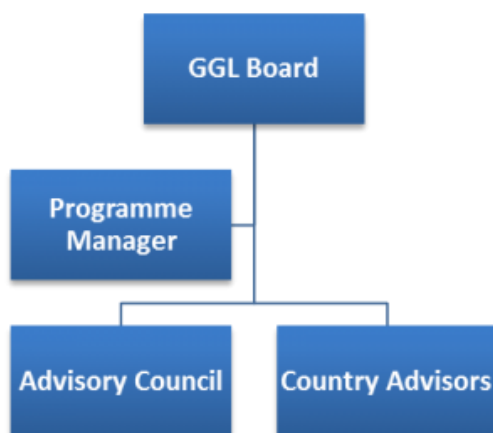 GGL Board
Programme
Manager
Advisory Council
Country Advisors